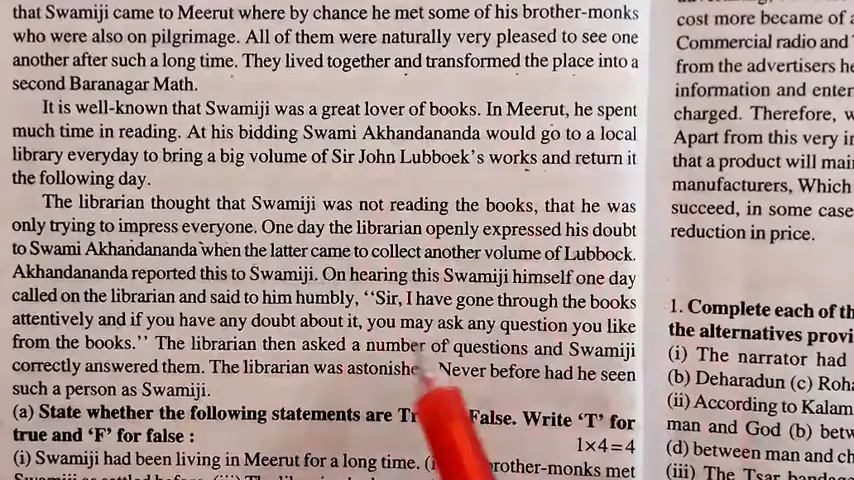 that Swamiji came to Meerut where by chance he met some of his brother-monks
who were also on pilgrimage. All of them were naturally very pleased to see one
another after such a long time. They lived together and transformed the place into a
second Baranagar Math.
It is well-known that Swamiji was a great lover of books. In Meerut, he spent
much time in reading. At his bidding Swami Akhandananda would go to a local
library everyday to bring a big volume of Sir John Lubboek's works and return it
the following day.
The librarian thought that Swamiji was not reading the books, that he was
only trying to impress everyone. One day the librarian openly expressed his doubt
to Swami Akhandananda when the latter came to collect another volume of Lubbock.
Akhandananda reported this to Swamiji. On hearing this Swamiji himself one day
called on the librarian and said to him humbly, "Sir, I have gone through the books
attentively and if you have any doubt about it, you may ask any question you like
from the books." The librarian then asked a number of questions and Swamiji
correctly answered them. The librarian was astonishe Never before had he seen
such a person as Swamiji.
(a) State whether the following statements are Tr False. Write 'T' for
true and 'F' for false :
1×4=4
(i) Swamiji had been living in Meerut for a long time. brother-monks met
cost more became of
Commercial radio and
from the advertisers
information and enter
charged. Therefore,
Apart from this very
that a product will
manufacturers, Which
succeed, in some case
reduction in price.
1. Complete each of th
the alternatives provi
(i) The narrator had
(b) Deharadun (c) Roh
(ii) According to Kalam
man and God (b) betw
(d) between man and
(iii) The Tsar